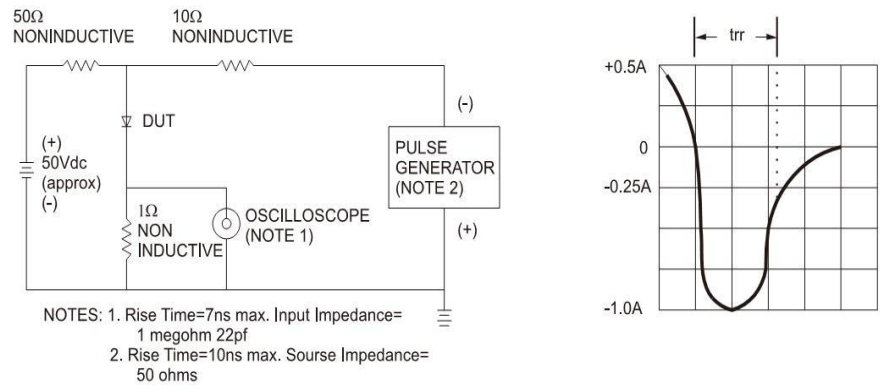 50Ω
NONINDUCTIVE
10Ω
NONINDUCTIVE
DUT
(+)
50Vdc
(approx)
(-)
1Ω
NON
INDUCTIVE
OSCILLOSCOPE
(NOTE 1)
(-)
PULSE
GENERATOR
(NOTE 2)
(+)
NOTES: 1. Rise Time=7ns max. Input Impedance=
1 megohm 22pf
2. Rise Time=10ns max. Sourse Impedance=
50 ohms
trr
+0.5A
0
-0.25A
-1.0A